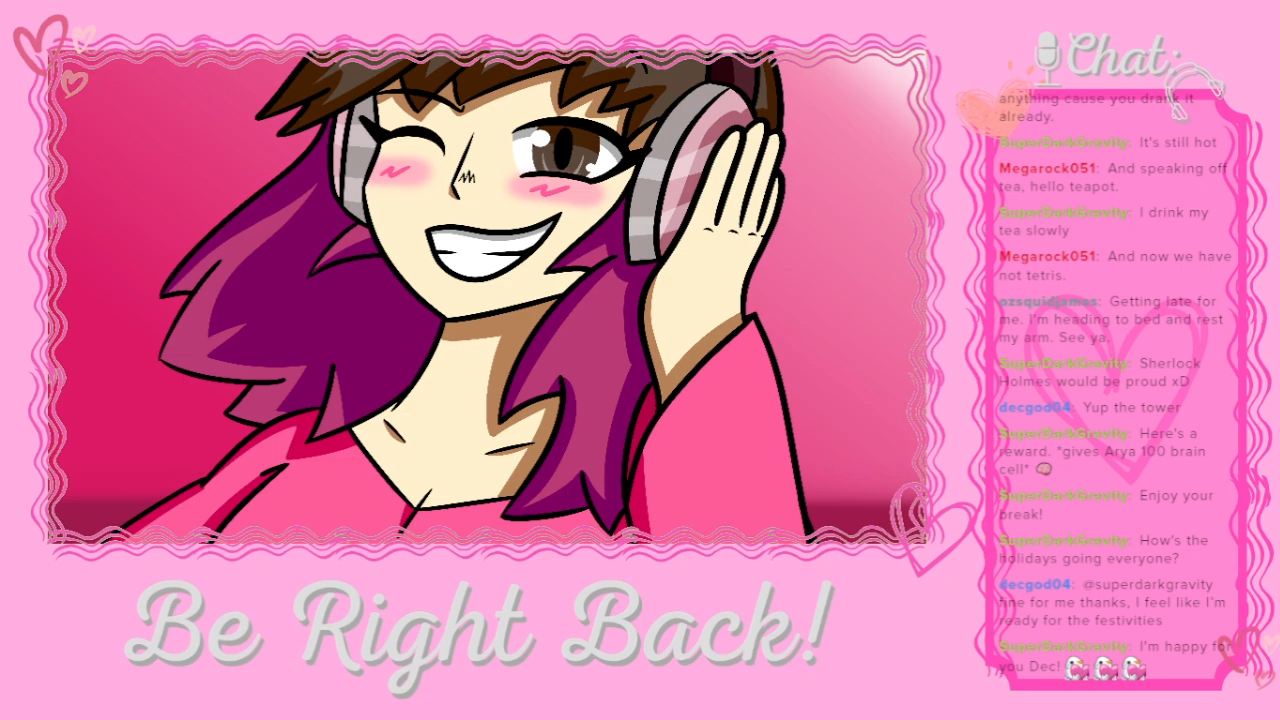 Chat
anything cause you drank it
already.
SuperDarkGravity: It's still hot
Megarock051: And speaking off
tea, hello teapot.
SuperDarkGravity: I drink my
tea slowly
Megarock051: And now we have
not tetris.
ozsquidjames: Getting late for
me. I'm heading to bed and rest
my arm. See ya.
SuperDarkGravity: Sherlock
Holmes would be proud xD
decgod04: Yup the tower
SuperDarkGravity: Here's a
reward. *gives Arya 100 brain
cell*
SuperDarkGravity: Enjoy your
break!
SuperDarkGravity: How's the
holidays going everyone?
decgod04: @superdarkgravity
fine for me thanks, I feel like I'm
ready for the festivities
SuperDarkGravity: I'm happy for
you Dec!
Be Right Back!